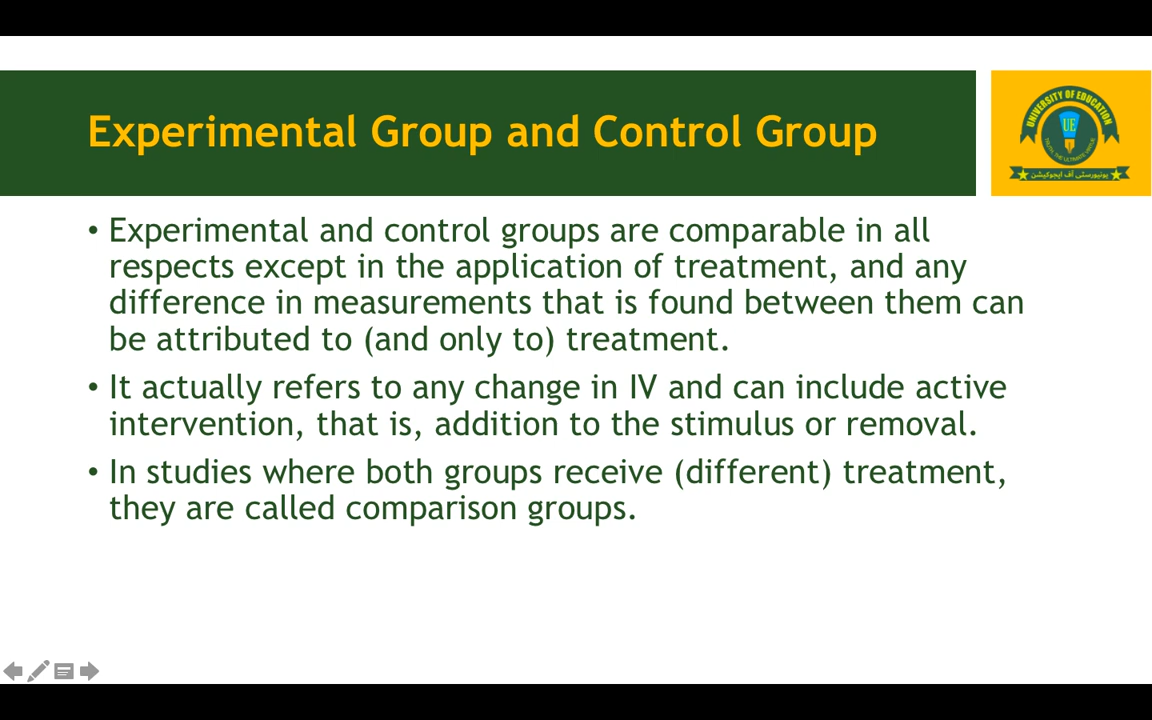 Experimental Group and Control Group
UNIVERSITY OF EDUCATION
UE
یونیورسٹی آف ایجوکیشن
• Experimental and control groups are comparable in all
respects except in the application of treatment, and any
difference in measurements that is found between them can
be attributed to (and only to) treatment.
• It actually refers to any change in IV and can include active
intervention, that is, addition to the stimulus or removal.
• In studies where both groups receive (different) treatment,
they are called comparison groups.